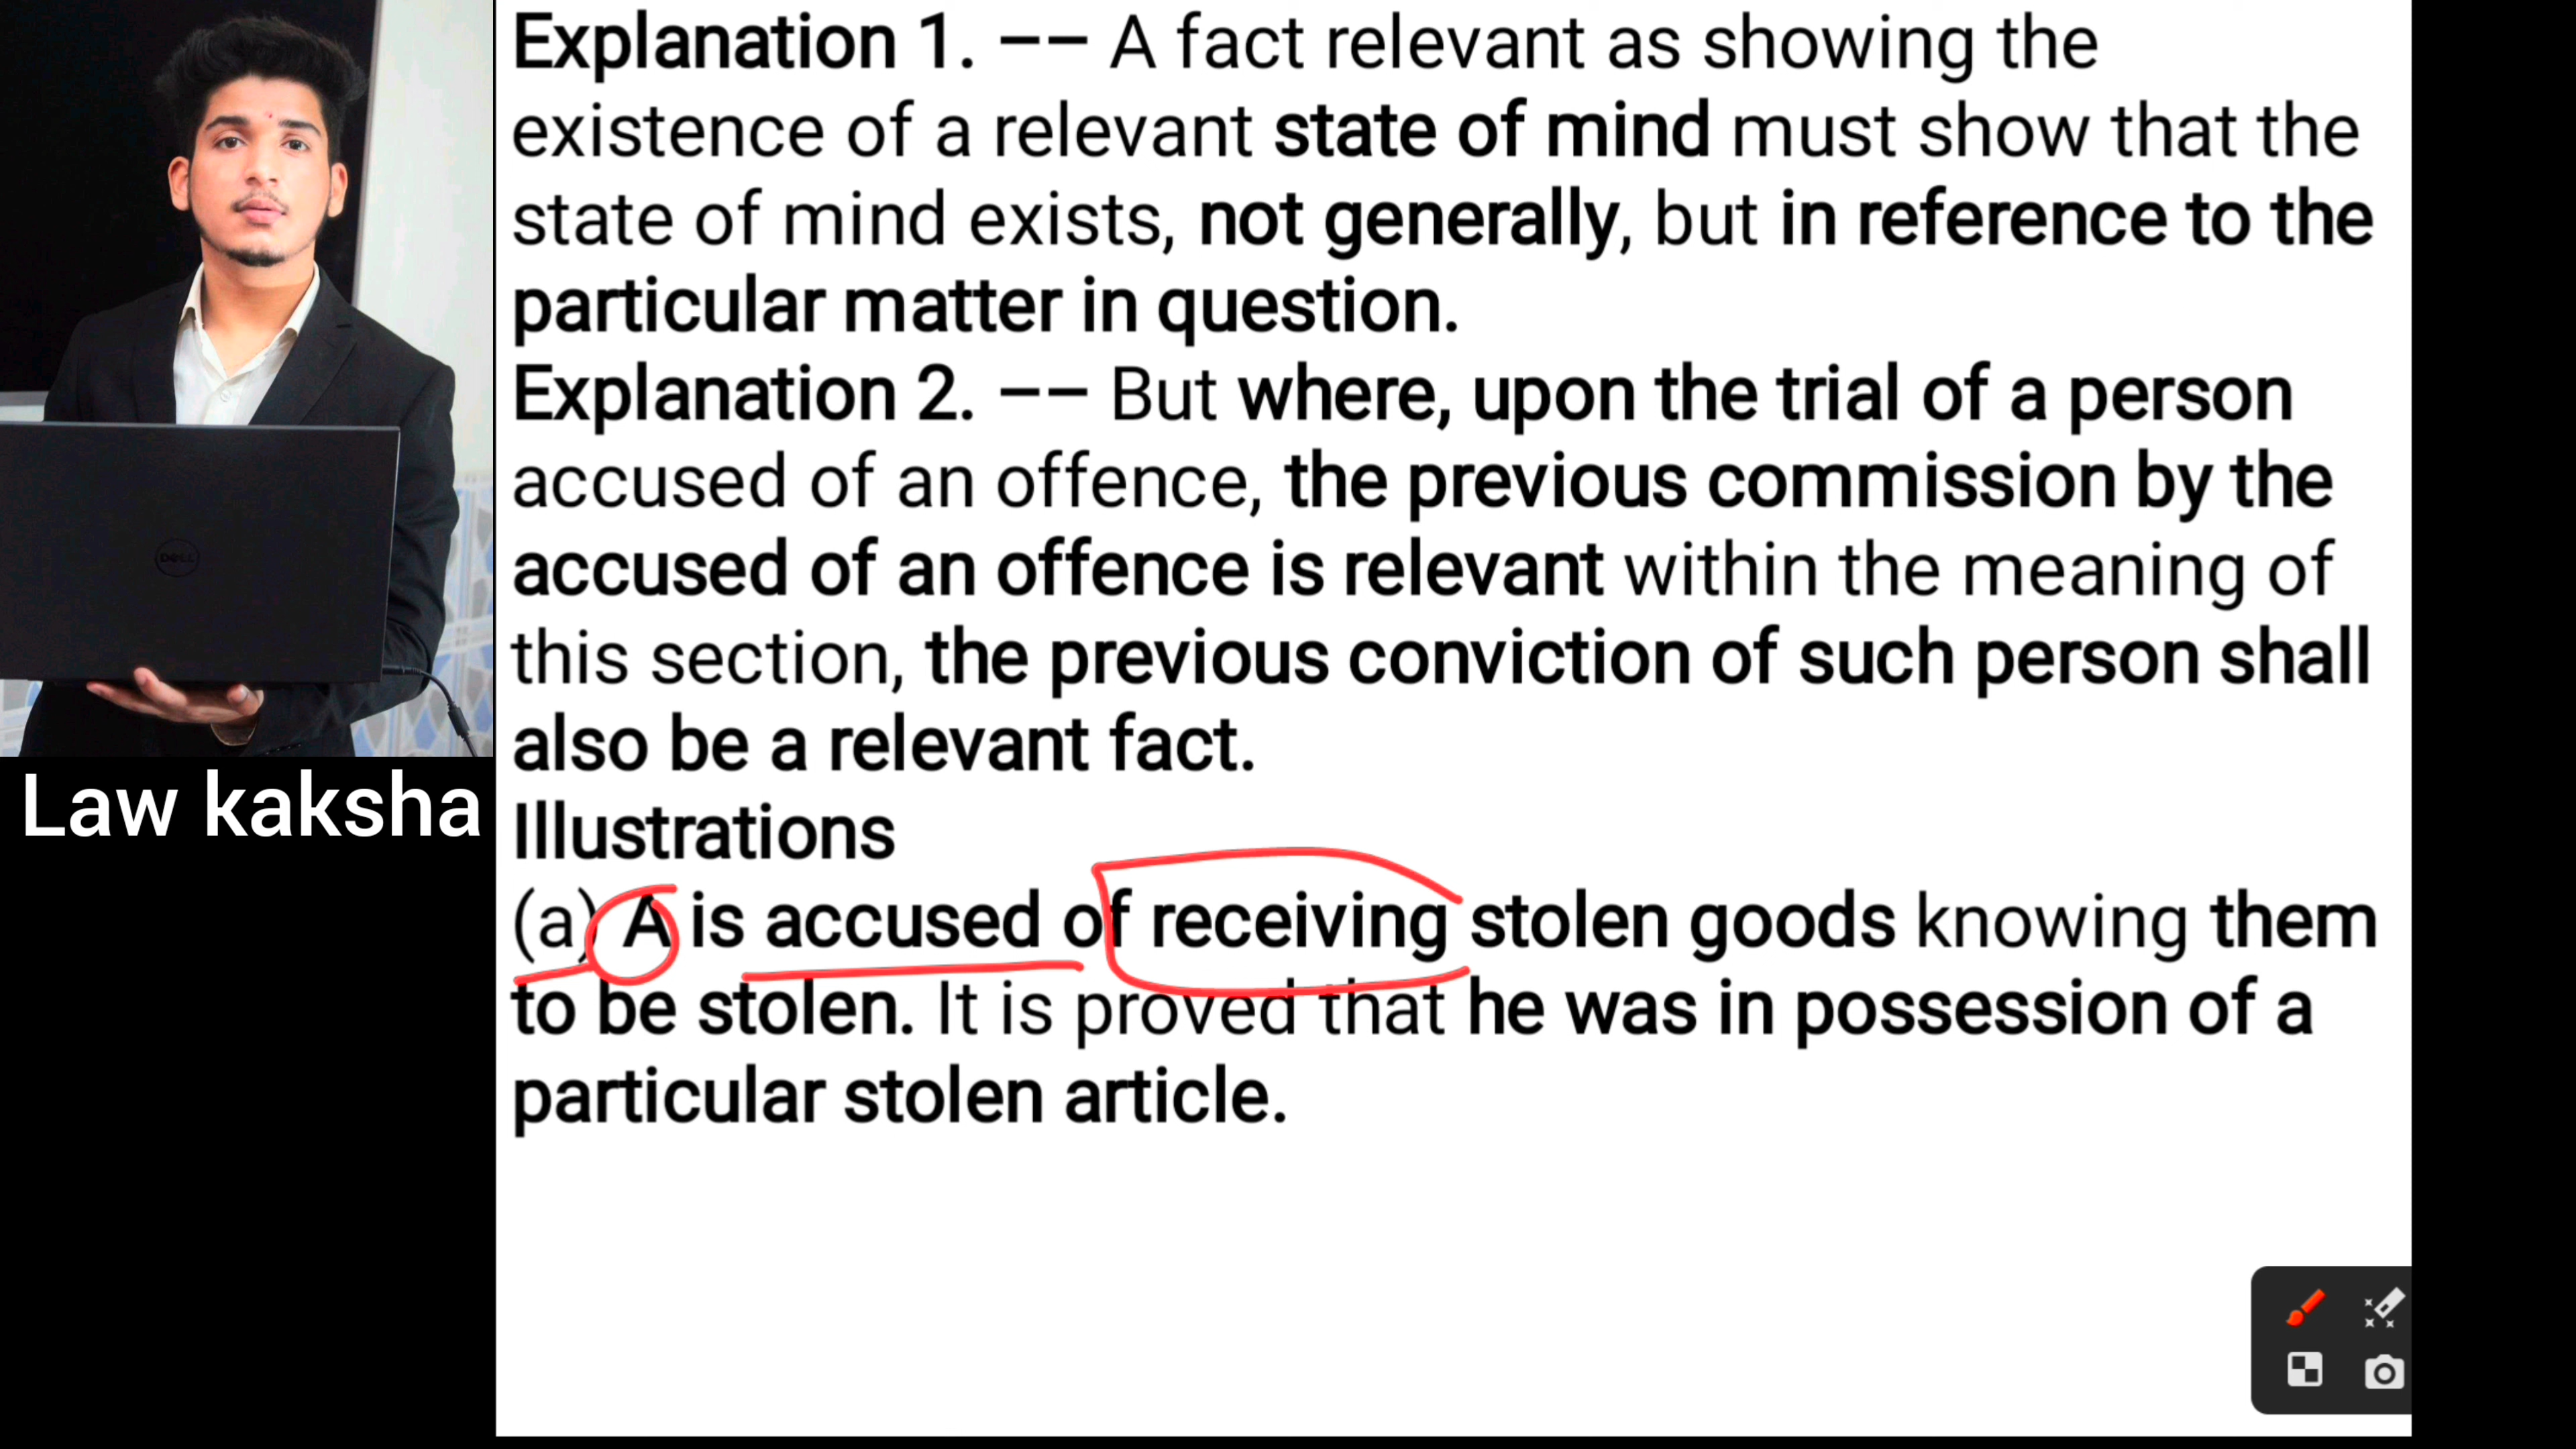 Explanation 1. –– A fact relevant as showing the
existence of a relevant state of mind must show that the
state of mind exists, not generally, but in reference to the
particular matter in question.
Explanation 2. –– But where, upon the trial of a person
accused of an offence, the previous commission by the
accused of an offence is relevant within the meaning of
this section, the previous conviction of such person shall
also be a relevant fact.
Illustrations
(a) A is accused of receiving stolen goods knowing them
to be stolen. It is proved that he was in possession of a
particular stolen article.
DELL
Law kaksha